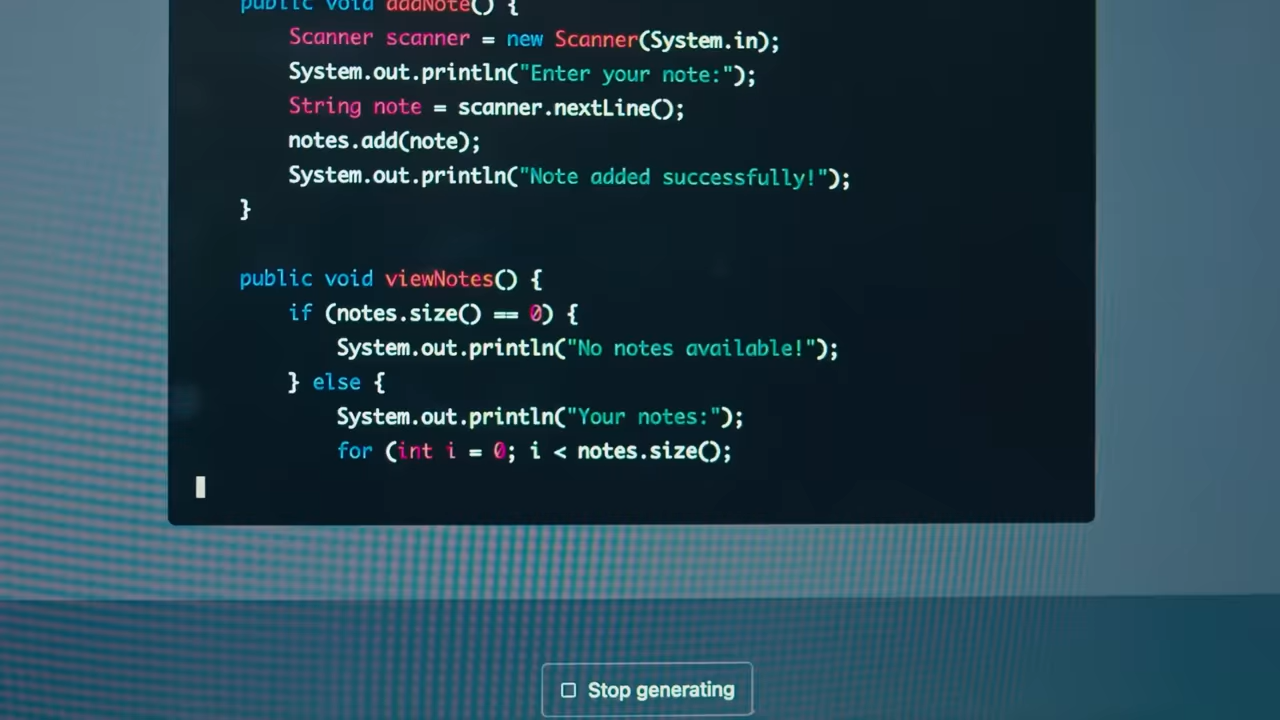 public void addNote() {
Scanner scanner = new Scanner(System.in);
System.out.println("Enter your note:");
String note = scanner.nextLine();
notes.add(note);
System.out.println("Note added successfully!");
}
public void viewNotes() {
if (notes.size() == 0) {
System.out.println("No notes available!");
} else {
System.out.println("Your notes:");
for (int i = 0; i < notes.size();
Stop generating